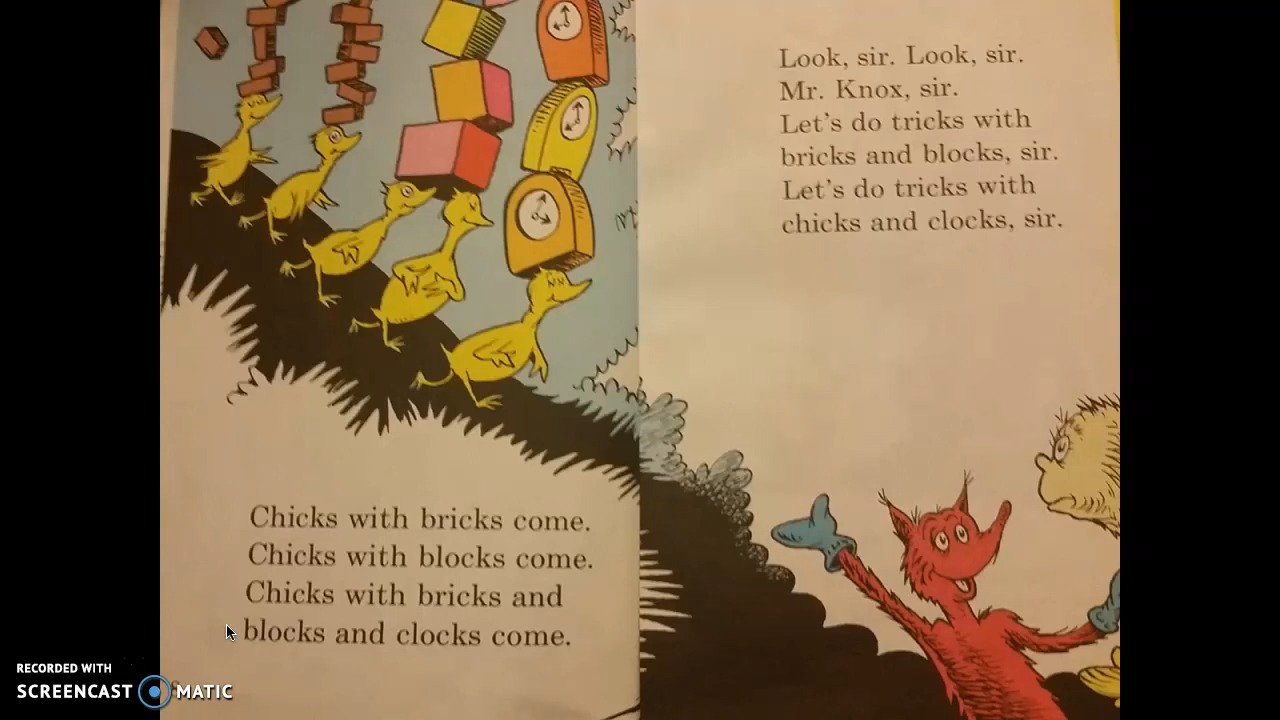 Chicks with bricks come.
Chicks with blocks come.
Chicks with bricks and
blocks and clocks come.
Look, sir. Look, sir.
Mr. Knox, sir.
Let's do tricks with
bricks and blocks, sir.
Let's do tricks with
chicks and clocks, sir.
RECORDED WITH
SCREENCAST MATIC